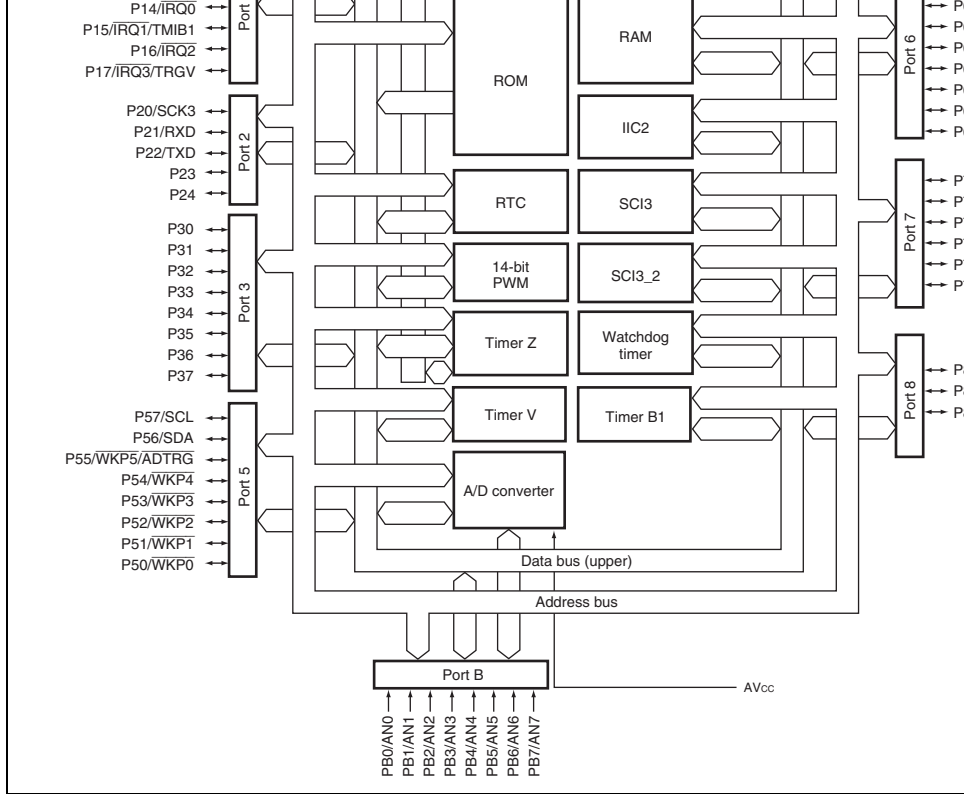 P14/IRQ0
P15/IRQ1/TMIB1
P16/IRQ2
P17/IRQ3/TRGV
Port
P20/SCK3
P21/RXD
P22/TXD
P23
P24
Port 2
P30
P31
P32
P33
P34
P35
P36
P37
Port 3
P57/SCL
P56/SDA
P55/WKP5/ADTRG
P54/WKP4
P53/WKP3
P52/WKP2
P51/WKP1
P50/WKP0
Port 5
ROM
RAM
IIC2
RTC
SCI3
14-bit
PWM
SCI3_2
Timer Z
Watchdog
timer
Timer V
Timer B1
A/D converter
Port 6
Port 7
Port 8
Data bus (upper)
Address bus
Port B
AVCC
PB0/AN0
PB1/AN1
PB2/AN2
PB3/AN3
PB4/AN4
PB5/AN5
PB6/AN6
PB7/AN7